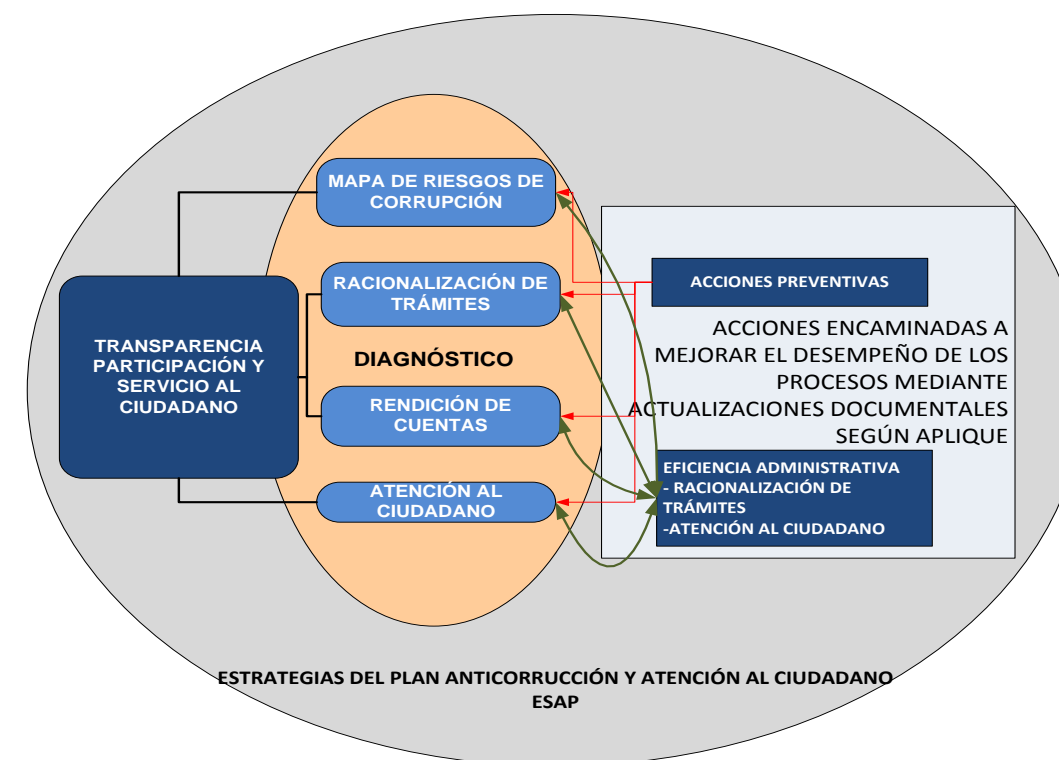 MAPA DE RIESGOS DE
CORRUPCIÓN
RACIONALIZACIÓN DE
TRÁMITES
TRANSPARENCIA
PARTICIPACIÓN Y
SERVICIO AL
CIUDADANO
DIAGNÓSTICO
RENDICIÓN DE
CUENTAS
ATENCIÓN AL
CIUDADANO
ACCIONES PREVENTIVAS
ACCIONES ENCAMINADAS A
MEJORAR EL DESEMPEÑO DE LOS
PROCESOS MEDIANTE
ACTUALIZACIONES DOCUMENTALES
SEGÚN APLIQUE
EFICIENCIA ADMINISTRATIVA
- RACIONALIZACIÓN DE
TRÁMITES
-ATENCIÓN AL CIUDADANO
ESTRATEGIAS DEL PLAN ANTICORRUCCIÓN Y ATENCIÓN AL CIUDADANO
ESAP